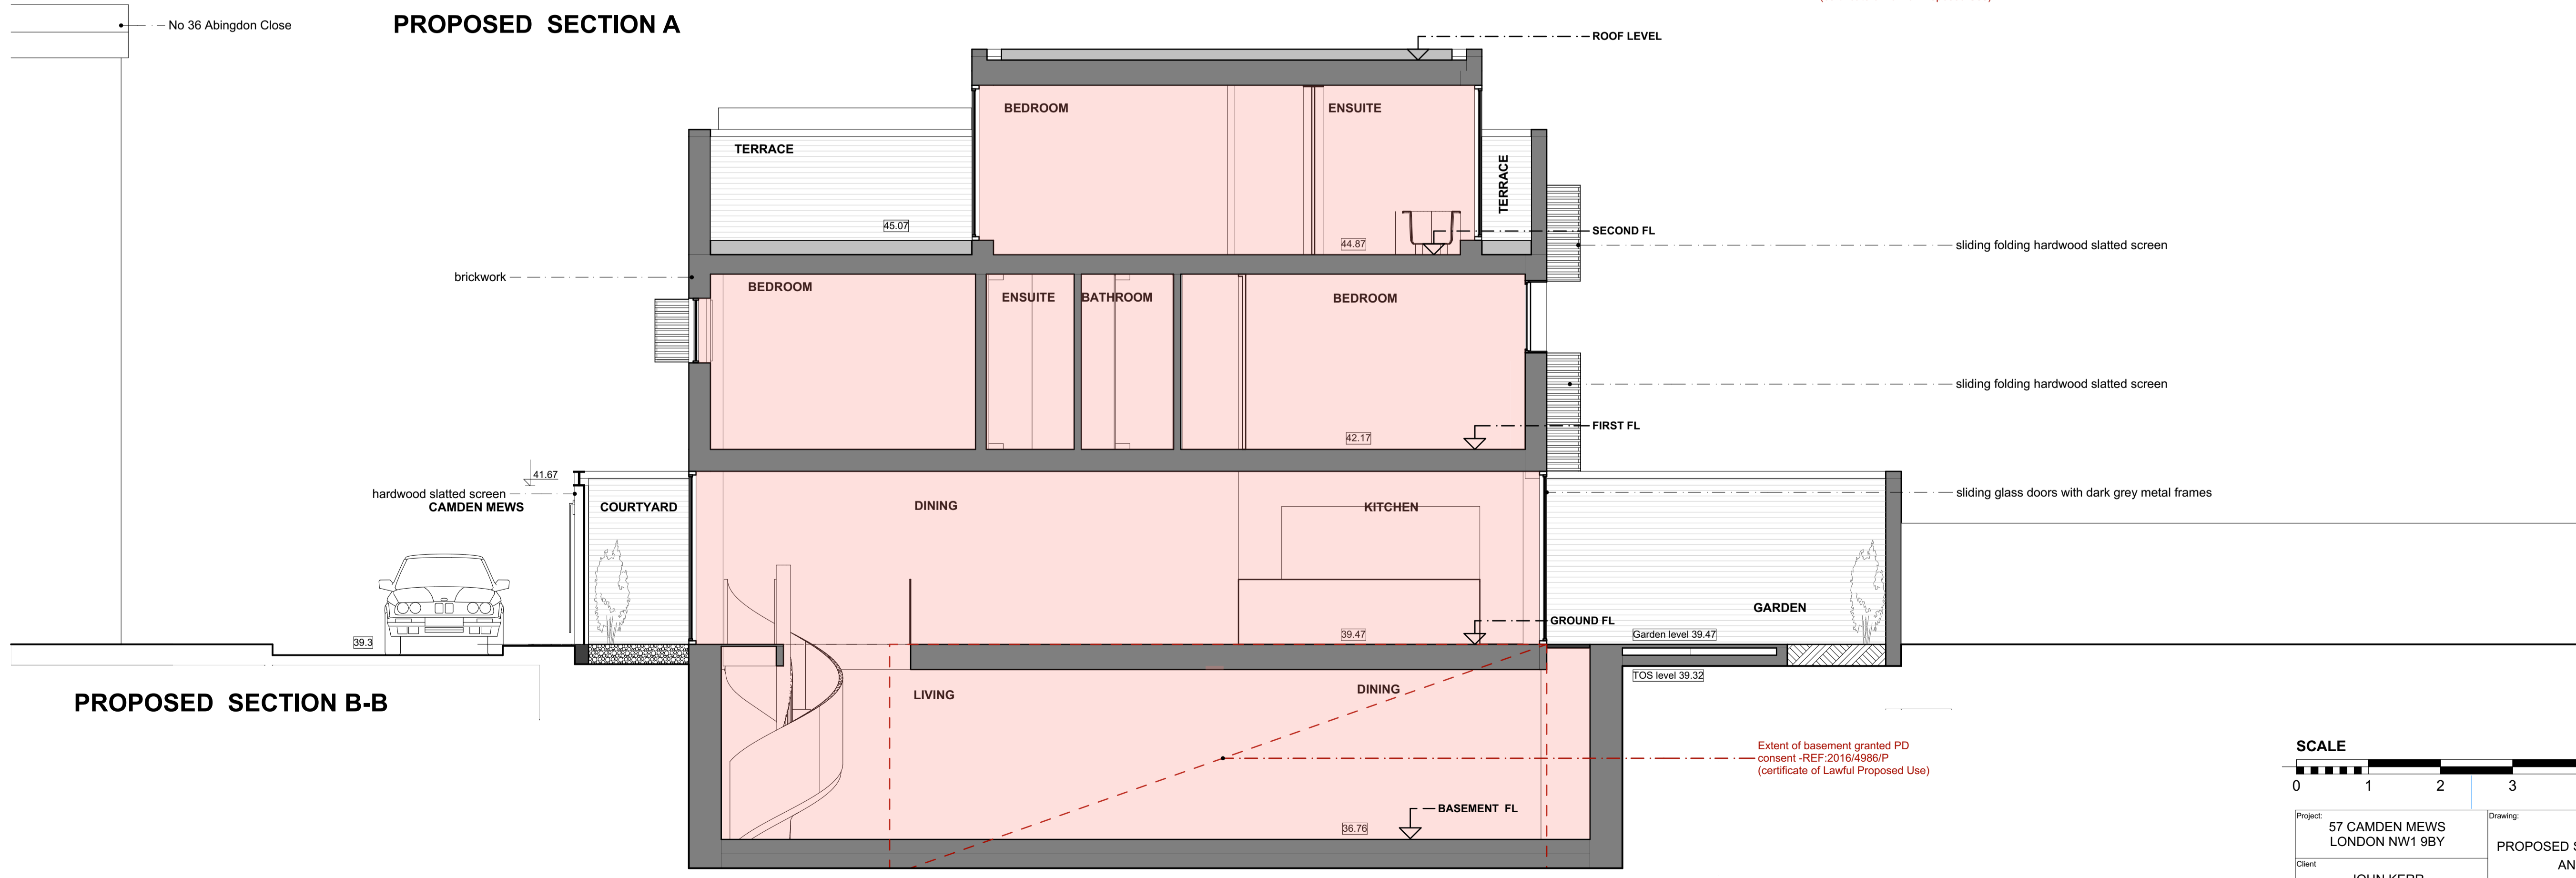 No 36 Abingdon Close
PROPOSED SECTION A
ROOF LEVEL
BEDROOM
ENSUITE
TERRACE
TERRACE
45.07
44.87
SECOND FL
sliding folding hardwood slatted screen
brickwork
BEDROOM
ENSUITE
BATHROOM
BEDROOM
sliding folding hardwood slatted screen
42.17
FIRST FL
41.67
hardwood slatted screen
CAMDEN MEWS
COURTYARD
DINING
KITCHEN
sliding glass doors with dark grey metal frames
GARDEN
GROUND FL
39.3
39.47
Garden level 39.47
TOS level 39.32
PROPOSED SECTION B-B
LIVING
DINING
Extent of basement granted PD
consent -REF:2016/4986/P
(certificate of Lawful Proposed Use)
BASEMENT FL
36.76
SCALE
0 1 2 3
Project:
57 CAMDEN MEWS
LONDON NW1 9BY
Drawing:
PROPOSED S
AN
Client
JOHN KERR